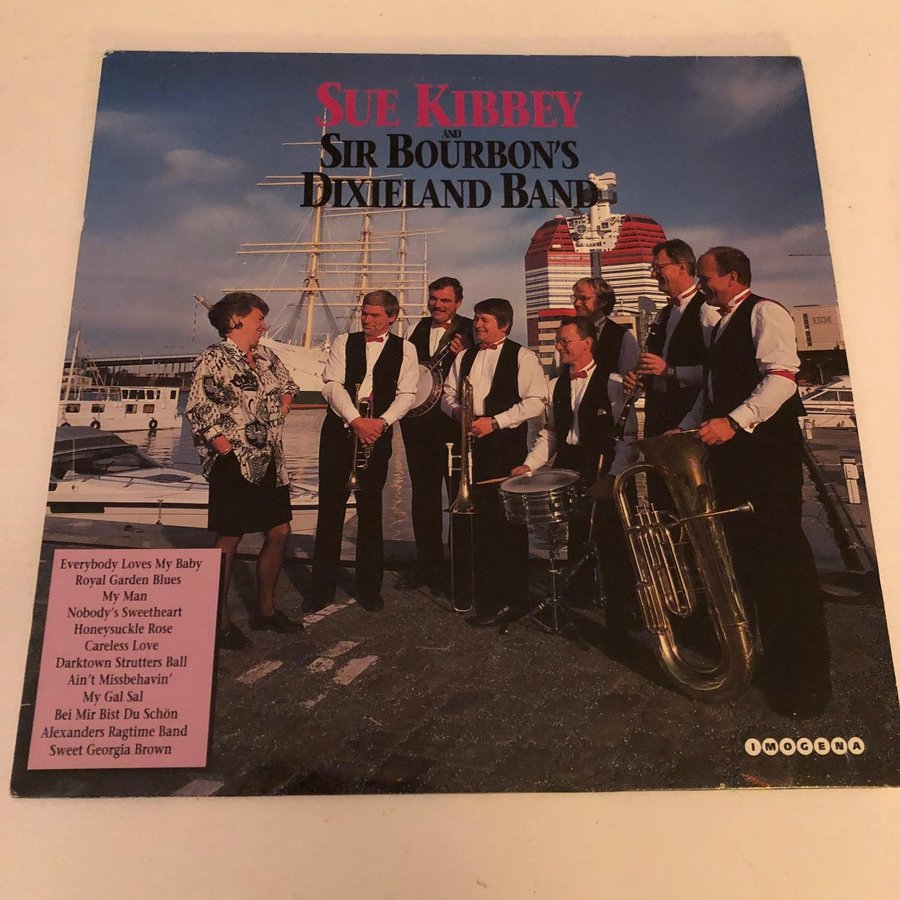 SUE KIBBEY
AND
SIR BOURBON'S
DIXIELAND BAND
IBM
Everybody Loves My Baby
Royal Garden Blues
My Man
Nobody's Sweetheart
Honeysuckle Rose
Careless Love
Darktown Strutters Ball
Ain't Missbehavin'
My Gal Sal
Bei Mir Bist Du Schön
Alexanders Ragtime Band
Sweet Georgia Brown
IMOGENA